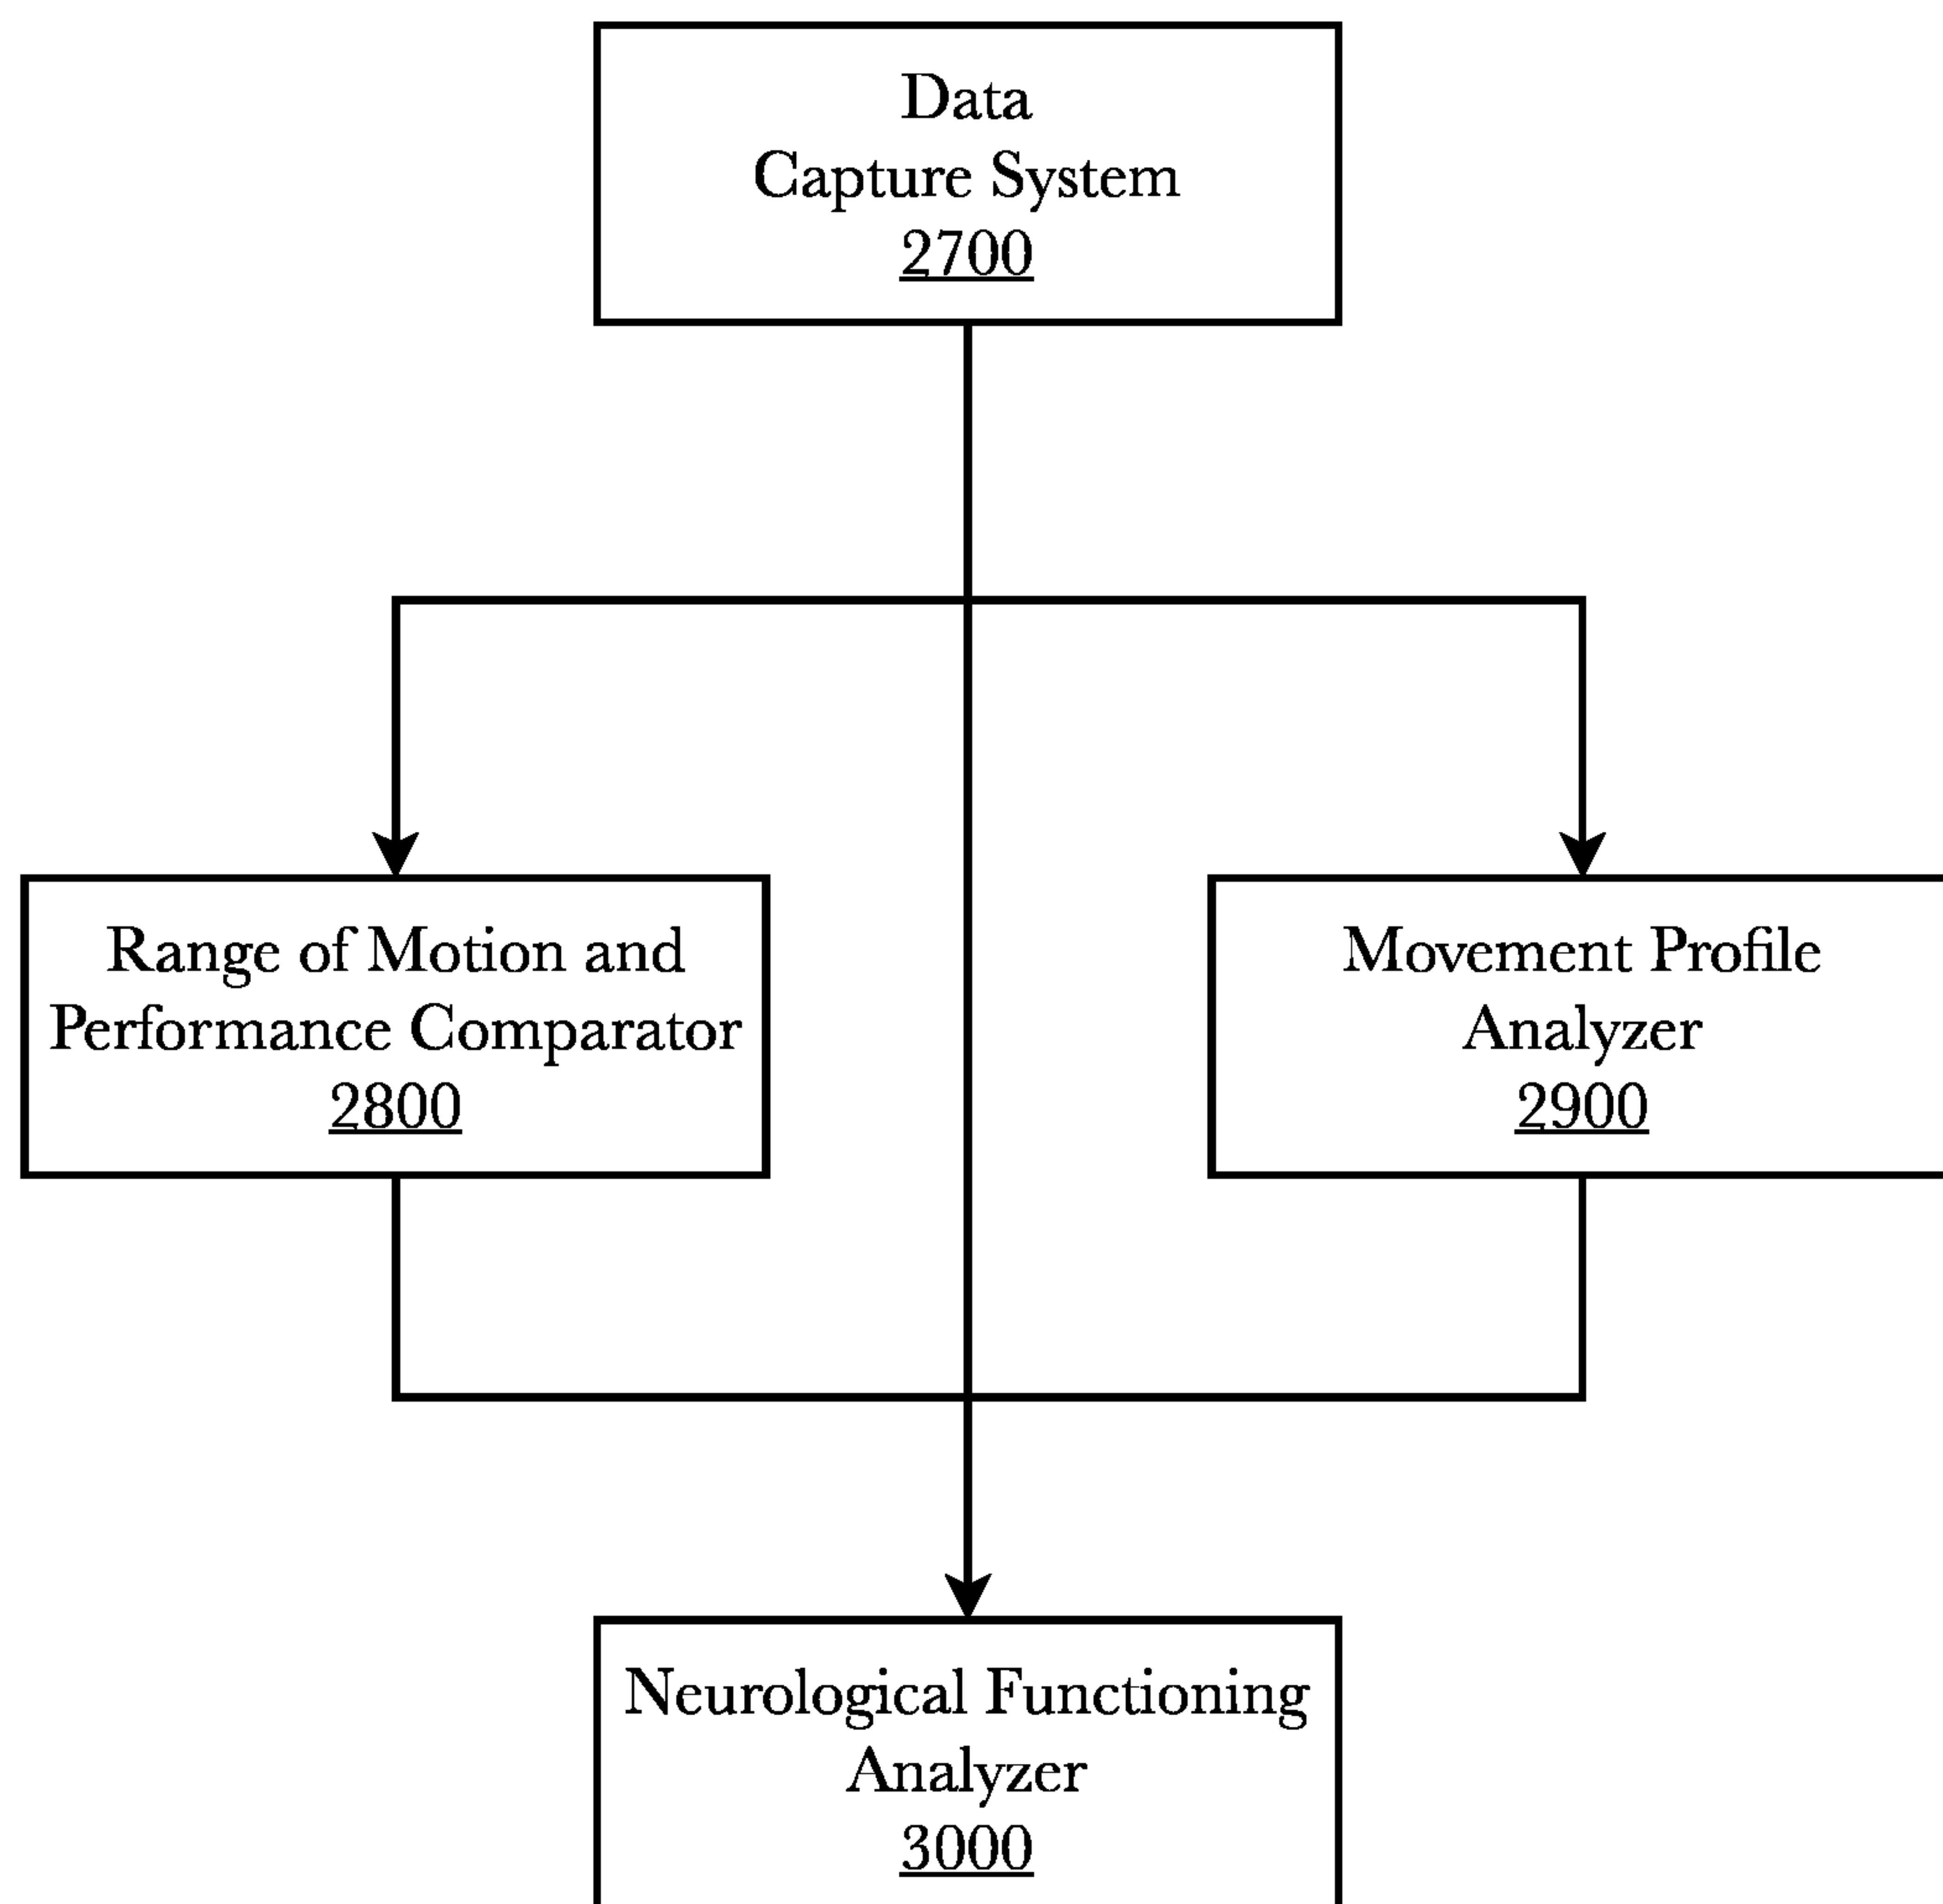 Data
Capture System
2700
Range of Motion and
Performance Comparator
2800
Movement Profile
Analyzer
2900
Neurological Functioning
Analyzer
3000